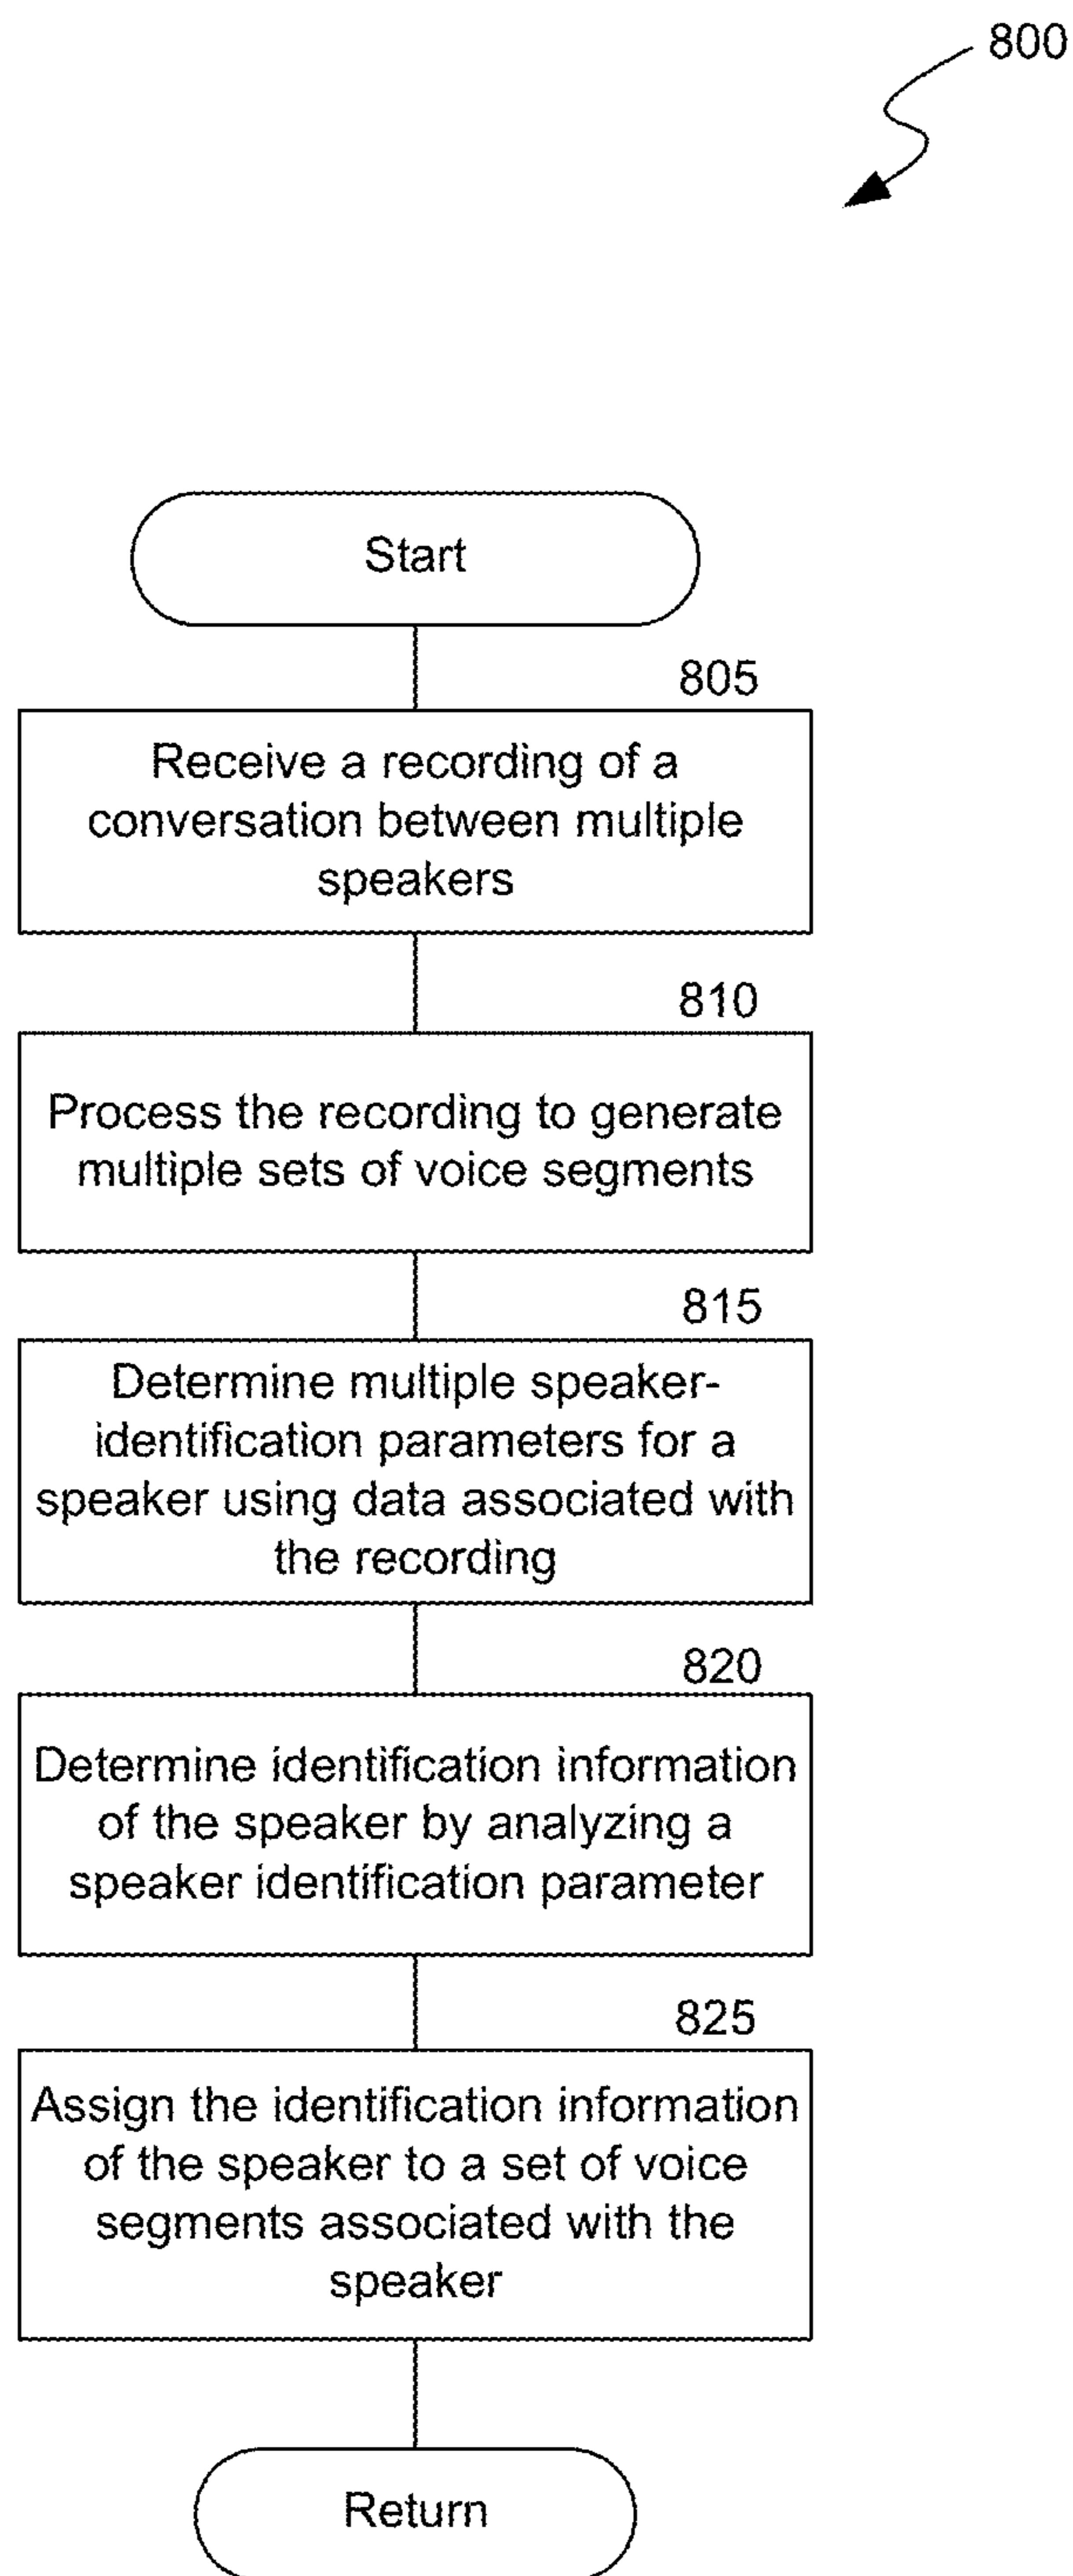 800
Start
805
Receive a recording of a
conversation between multiple
speakers
810
Process the recording to generate
multiple sets of voice segments
815
Determine multiple speaker-
identification parameters for a
speaker using data associated with
the recording
820
Determine identification information
of the speaker by analyzing a
speaker identification parameter
825
Assign the identification information
of the speaker to a set of voice
segments associated with the
speaker
Return